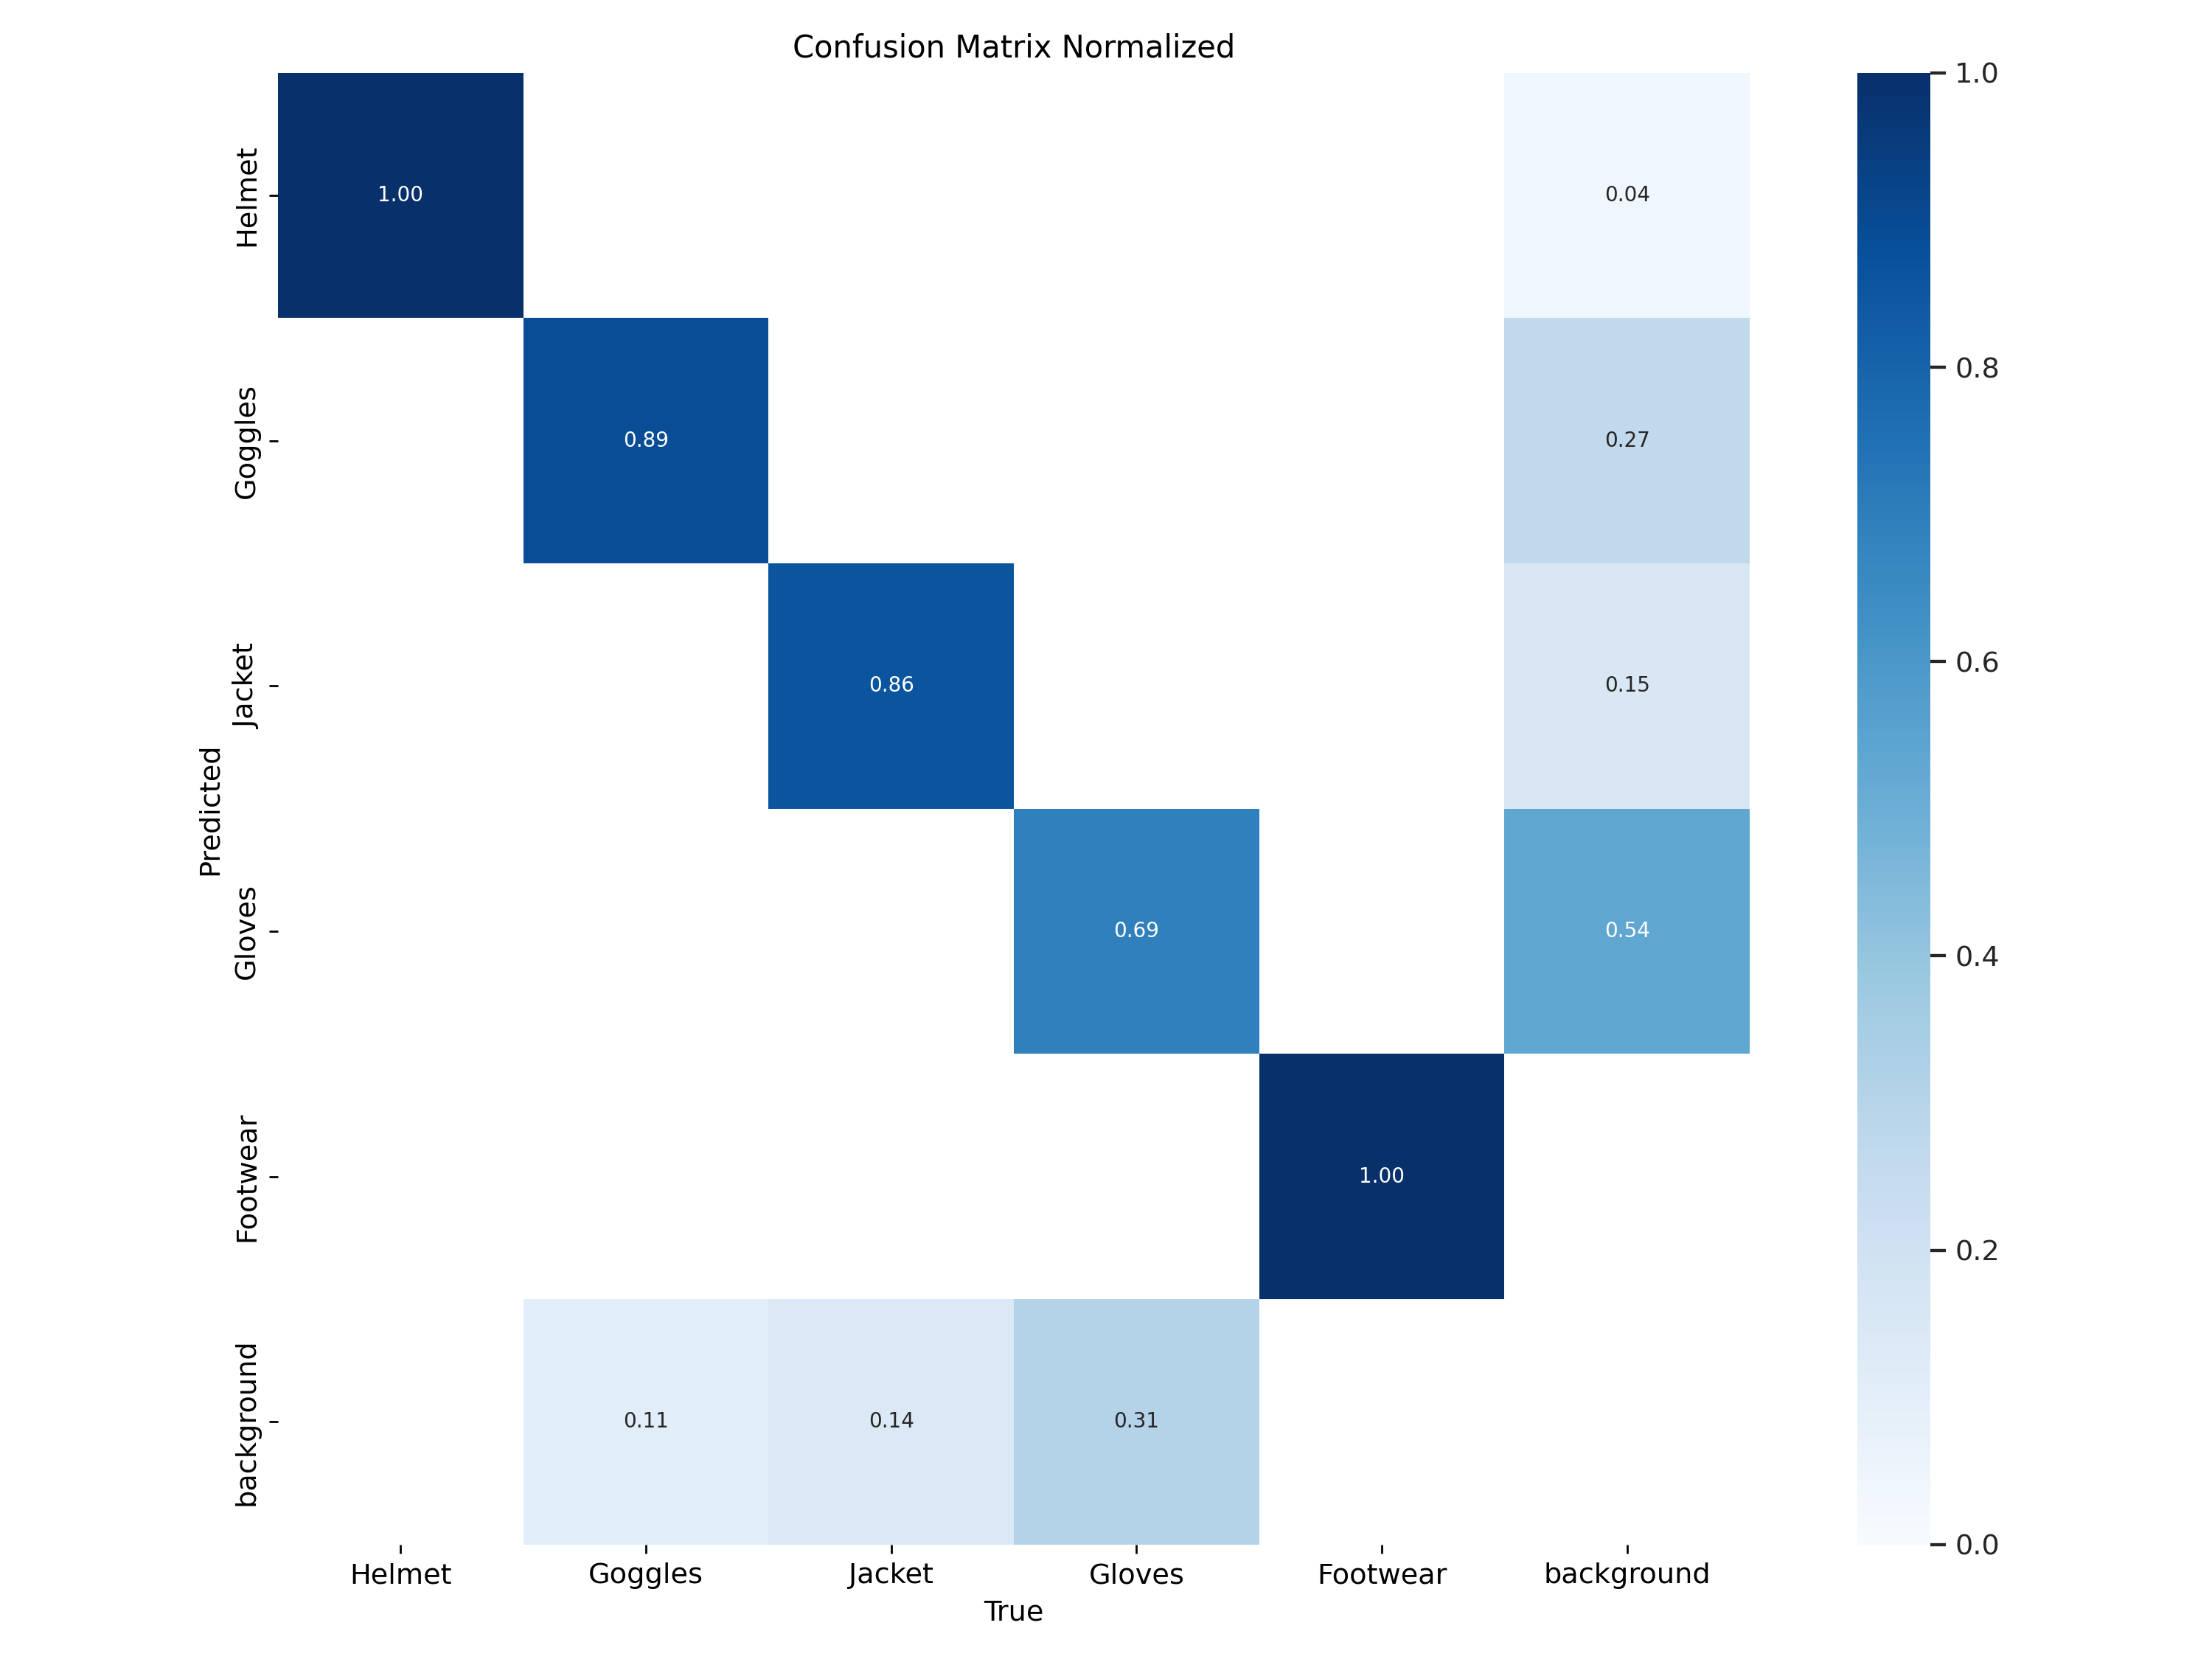 Confusion Matrix Normalized
Helmet
1.00
0.04
Goggles
0.89
0.27
Jacket
0.86
0.15
Predicted
Gloves
0.69
0.54
Footwear
1.00
background
0.11
0.14
0.31
Helmet Goggles Jacket Gloves Footwear background
True
1.0
0.8
0.6
0.4
0.2
0.0